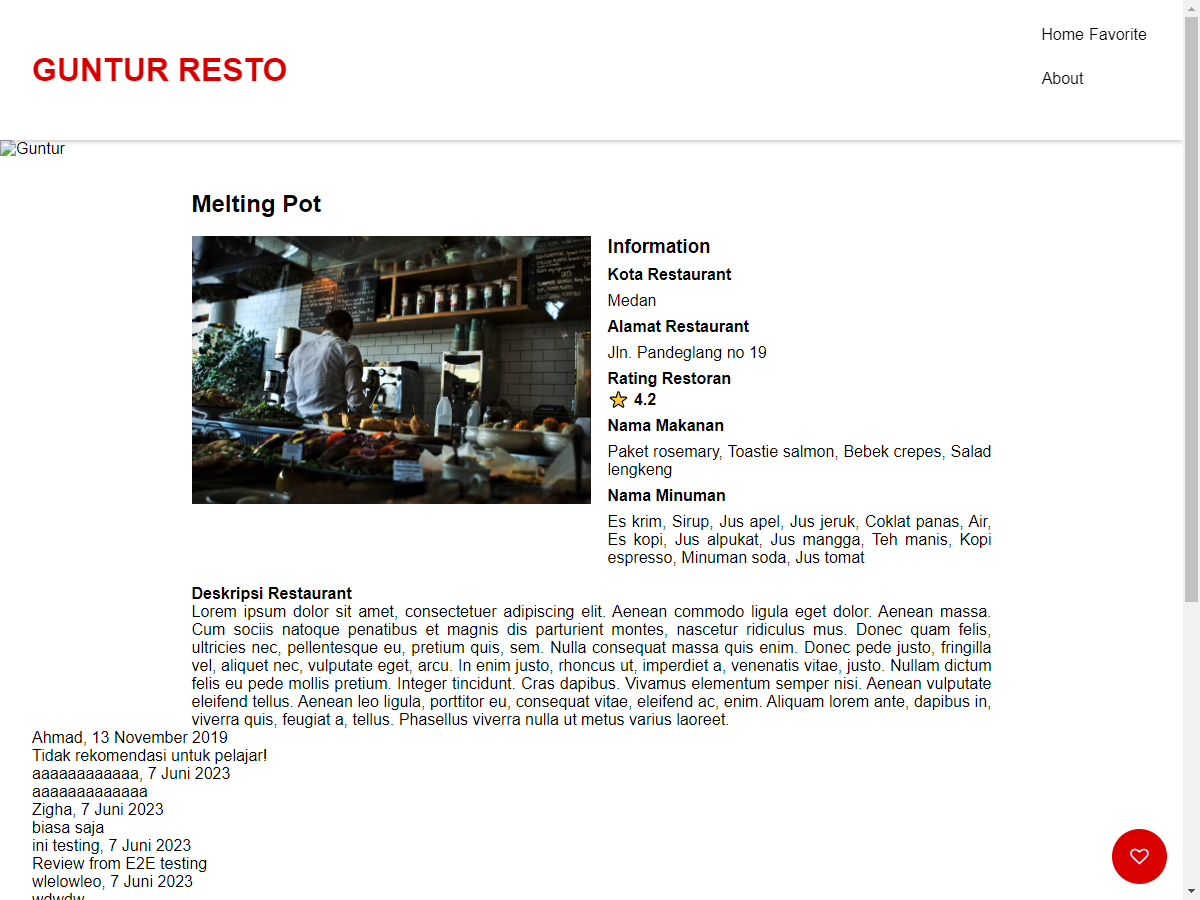 GUNTUR RESTO
Home Favorite
About
Guntur
Melting Pot
Information
Kota Restaurant
Medan
Alamat Restaurant
Jln. Pandeglang no 19
Rating Restoran
4.2
Nama Makanan
Paket rosemary, Toastie salmon, Bebek crepes, Salad
lengkeng
Nama Minuman
Es krim, Sirup, Jus apel, Jus jeruk, Coklat panas, Air,
Es kopi, Jus alpukat, Jus mangga, Teh manis, Kopi
espresso, Minuman soda, Jus tomat
Deskripsi Restaurant
Lorem ipsum dolor sit amet, consectetuer adipiscing elit. Aenean commodo ligula eget dolor. Aenean massa.
Cum sociis natoque penatibus et magnis dis parturient montes, nascetur ridiculus mus. Donec quam felis,
ultricies nec, pellentesque eu, pretium quis, sem. Nulla consequat massa quis enim. Donec pede justo, fringilla
vel, aliquet nec, vulputate eget, arcu. In enim justo, rhoncus ut, imperdiet a, venenatis vitae, justo. Nullam dictum
felis eu pede mollis pretium. Integer tincidunt. Cras dapibus. Vivamus elementum semper nisi. Aenean vulputate
eleifend tellus. Aenean leo ligula, porttitor eu, consequat vitae, eleifend ac, enim. Aliquam lorem ante, dapibus in,
viverra quis, feugiat a, tellus. Phasellus viverra nulla ut metus varius laoreet.
Ahmad, 13 November 2019
Tidak rekomendasi untuk pelajar!
aaaaaaaaaaaa, 7 Juni 2023
aaaaaaaaaaaaa
Zigha, 7 Juni 2023
biasa saja
ini testing, 7 Juni 2023
Review from E2E testing
wlelowleo, 7 Juni 2023
wdwdw